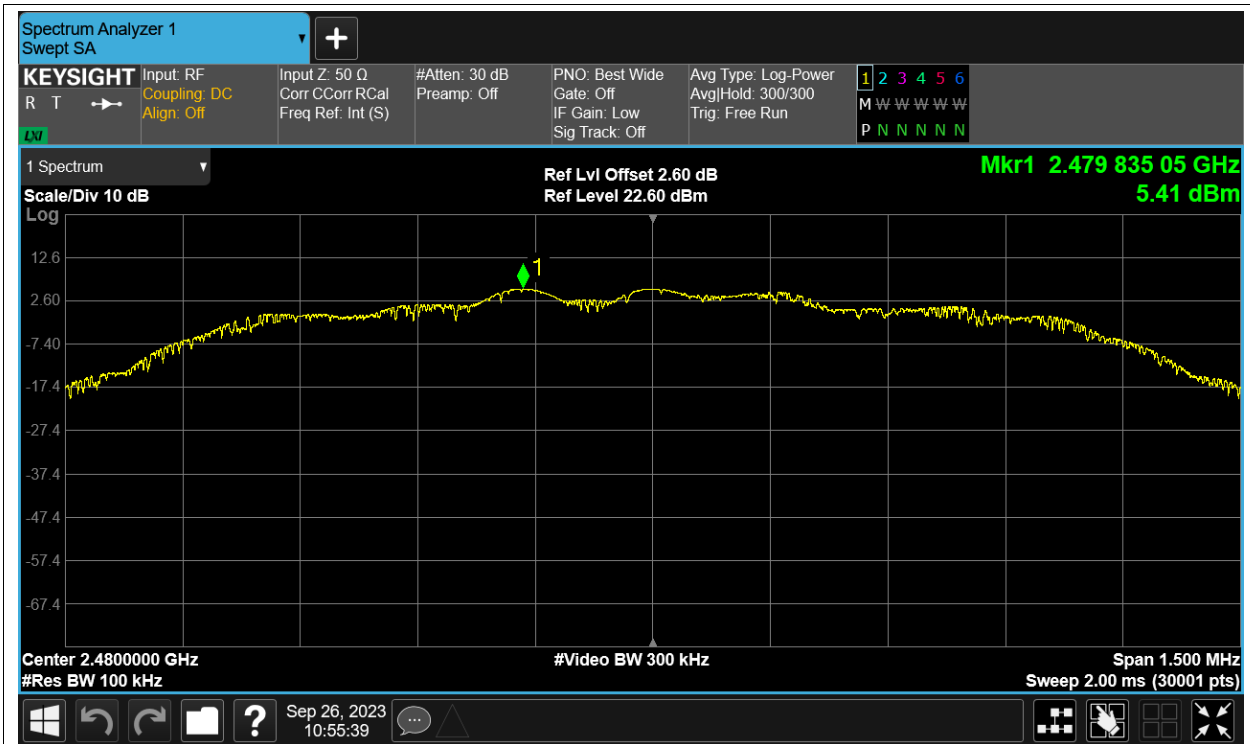 Spectrum Analyzer 1
Swept SA
KEYSIGHT
R T
LXI
Input: RF
Coupling: DC
Align: Off
Input Z: 50 Ω
Corr CCorr RCal
Freq Ref: Int (S)
#Atten: 30 dB
Preamp: Off
PNO: Best Wide
Gate: Off
IF Gain: Low
Sig Track: Off
Avg Type: Log-Power
Avg|Hold: 300/300
Trig: Free Run
1 2 3 4 5 6
M W W W W W
P N N N N N
1 Spectrum
Scale/Div 10 dB
Log
Ref Lvl Offset 2.60 dB
Ref Level 22.60 dBm
Mkr1 2.479 835 05 GHz
5.41 dBm
1
12.6
2.60
-7.40
-17.4
-27.4
-37.4
-47.4
-57.4
-67.4
Center 2.4800000 GHz
#Res BW 100 kHz
#Video BW 300 kHz
Span 1.500 MHz
Sweep 2.00 ms (30001 pts)
?
Sep 26, 2023
10:55:39